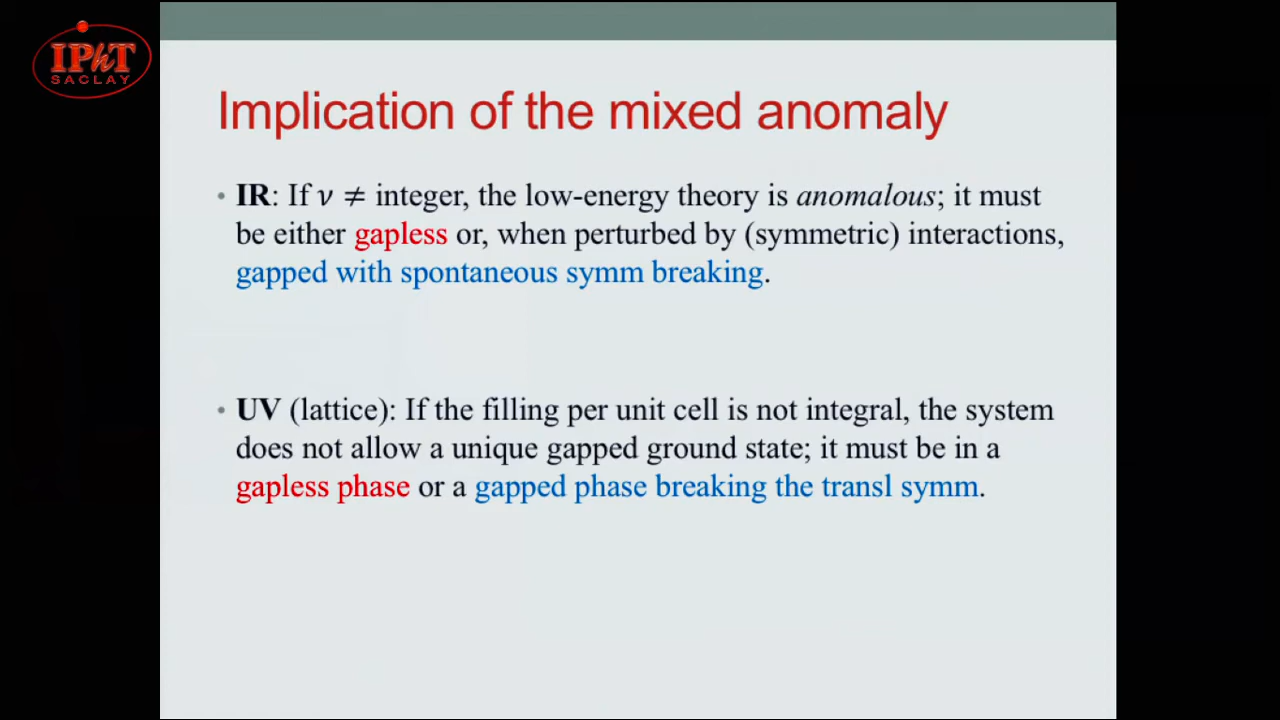 IPhT
SACLAY
Implication of the mixed anomaly
• IR: If ν ≠ integer, the low-energy theory is anomalous; it must
be either gapless or, when perturbed by (symmetric) interactions,
gapped with spontaneous symm breaking.
• UV (lattice): If the filling per unit cell is not integral, the system
does not allow a unique gapped ground state; it must be in a
gapless phase or a gapped phase breaking the transl symm.